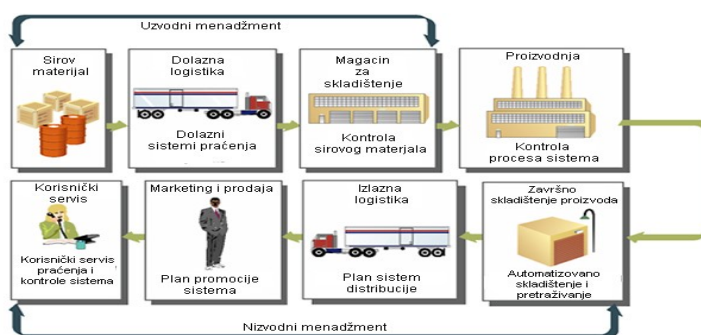 Uzvodni menadžment
Sirov
materijal
Dolazna
logistika
Dolazni
sistemi praćenja
Magacin
za
skladištenje
Kontrola
sirovog materjala
Proizvodnja
Kontrola
procesa sistema
Korisnički
servis
Korisnički servis
praćenja i
kontrole sistema
Marketing i prodaja
Plan promocije
sistema
Izlazna
logistika
Plan sistem
distribucije
Završno
skladištenje proizvoda
Automatizovano
skladištenje i
pretraživanje
Nizvodni menadžment